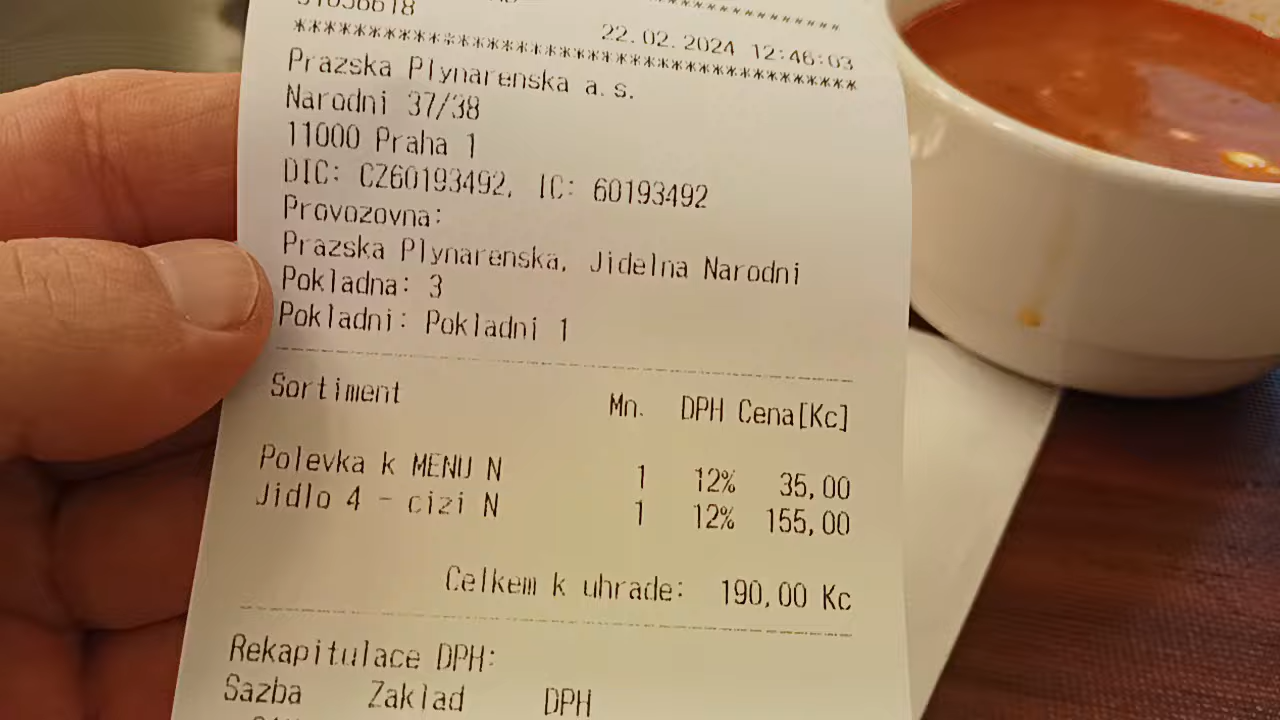 22.02.2024 12:46:03
****************************************
Prazska Plynarenska a.s.
Narodni 37/38
11000 Praha 1
DIC: CZ60193492, IC: 60193492
Provozovna:
Prazska Plynarenska, Jidelna Narodni
Pokladna: 3
Pokladni: Pokladni 1
Sortiment Mn. DPH Cena[Kc]
Polevka k MENU N 1 12% 35,00
Jidlo 4 - cizi N 1 12% 155,00
Celkem k uhrade: 190,00 Kc
Rekapitulace DPH:
Sazba Zaklad DPH